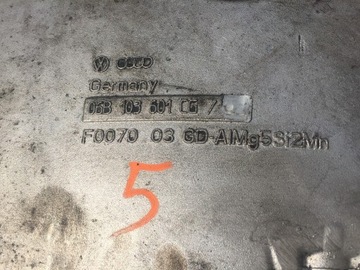 Germany
06B 103 601 CG 7
F0070 03 GD-AlMg5Si2Mn
5